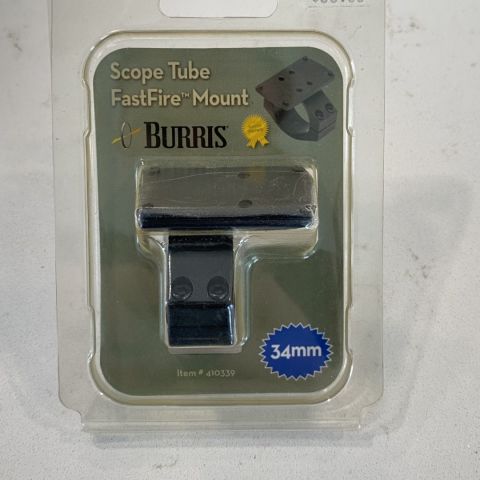 Scope Tube
FastFire™ Mount
BURRIS®
34mm
Item # 410339